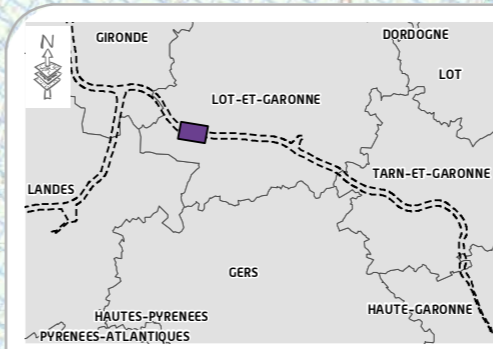 N
GIRONDE
DORDOGNE
LOT
LOT-ET-GARONNE
TARN-ET-GARONNE
LANDES
GERS
HAUTE-GARONNE
HAUTES-PYRENEES
PYRENEES-ATLANTIQUES